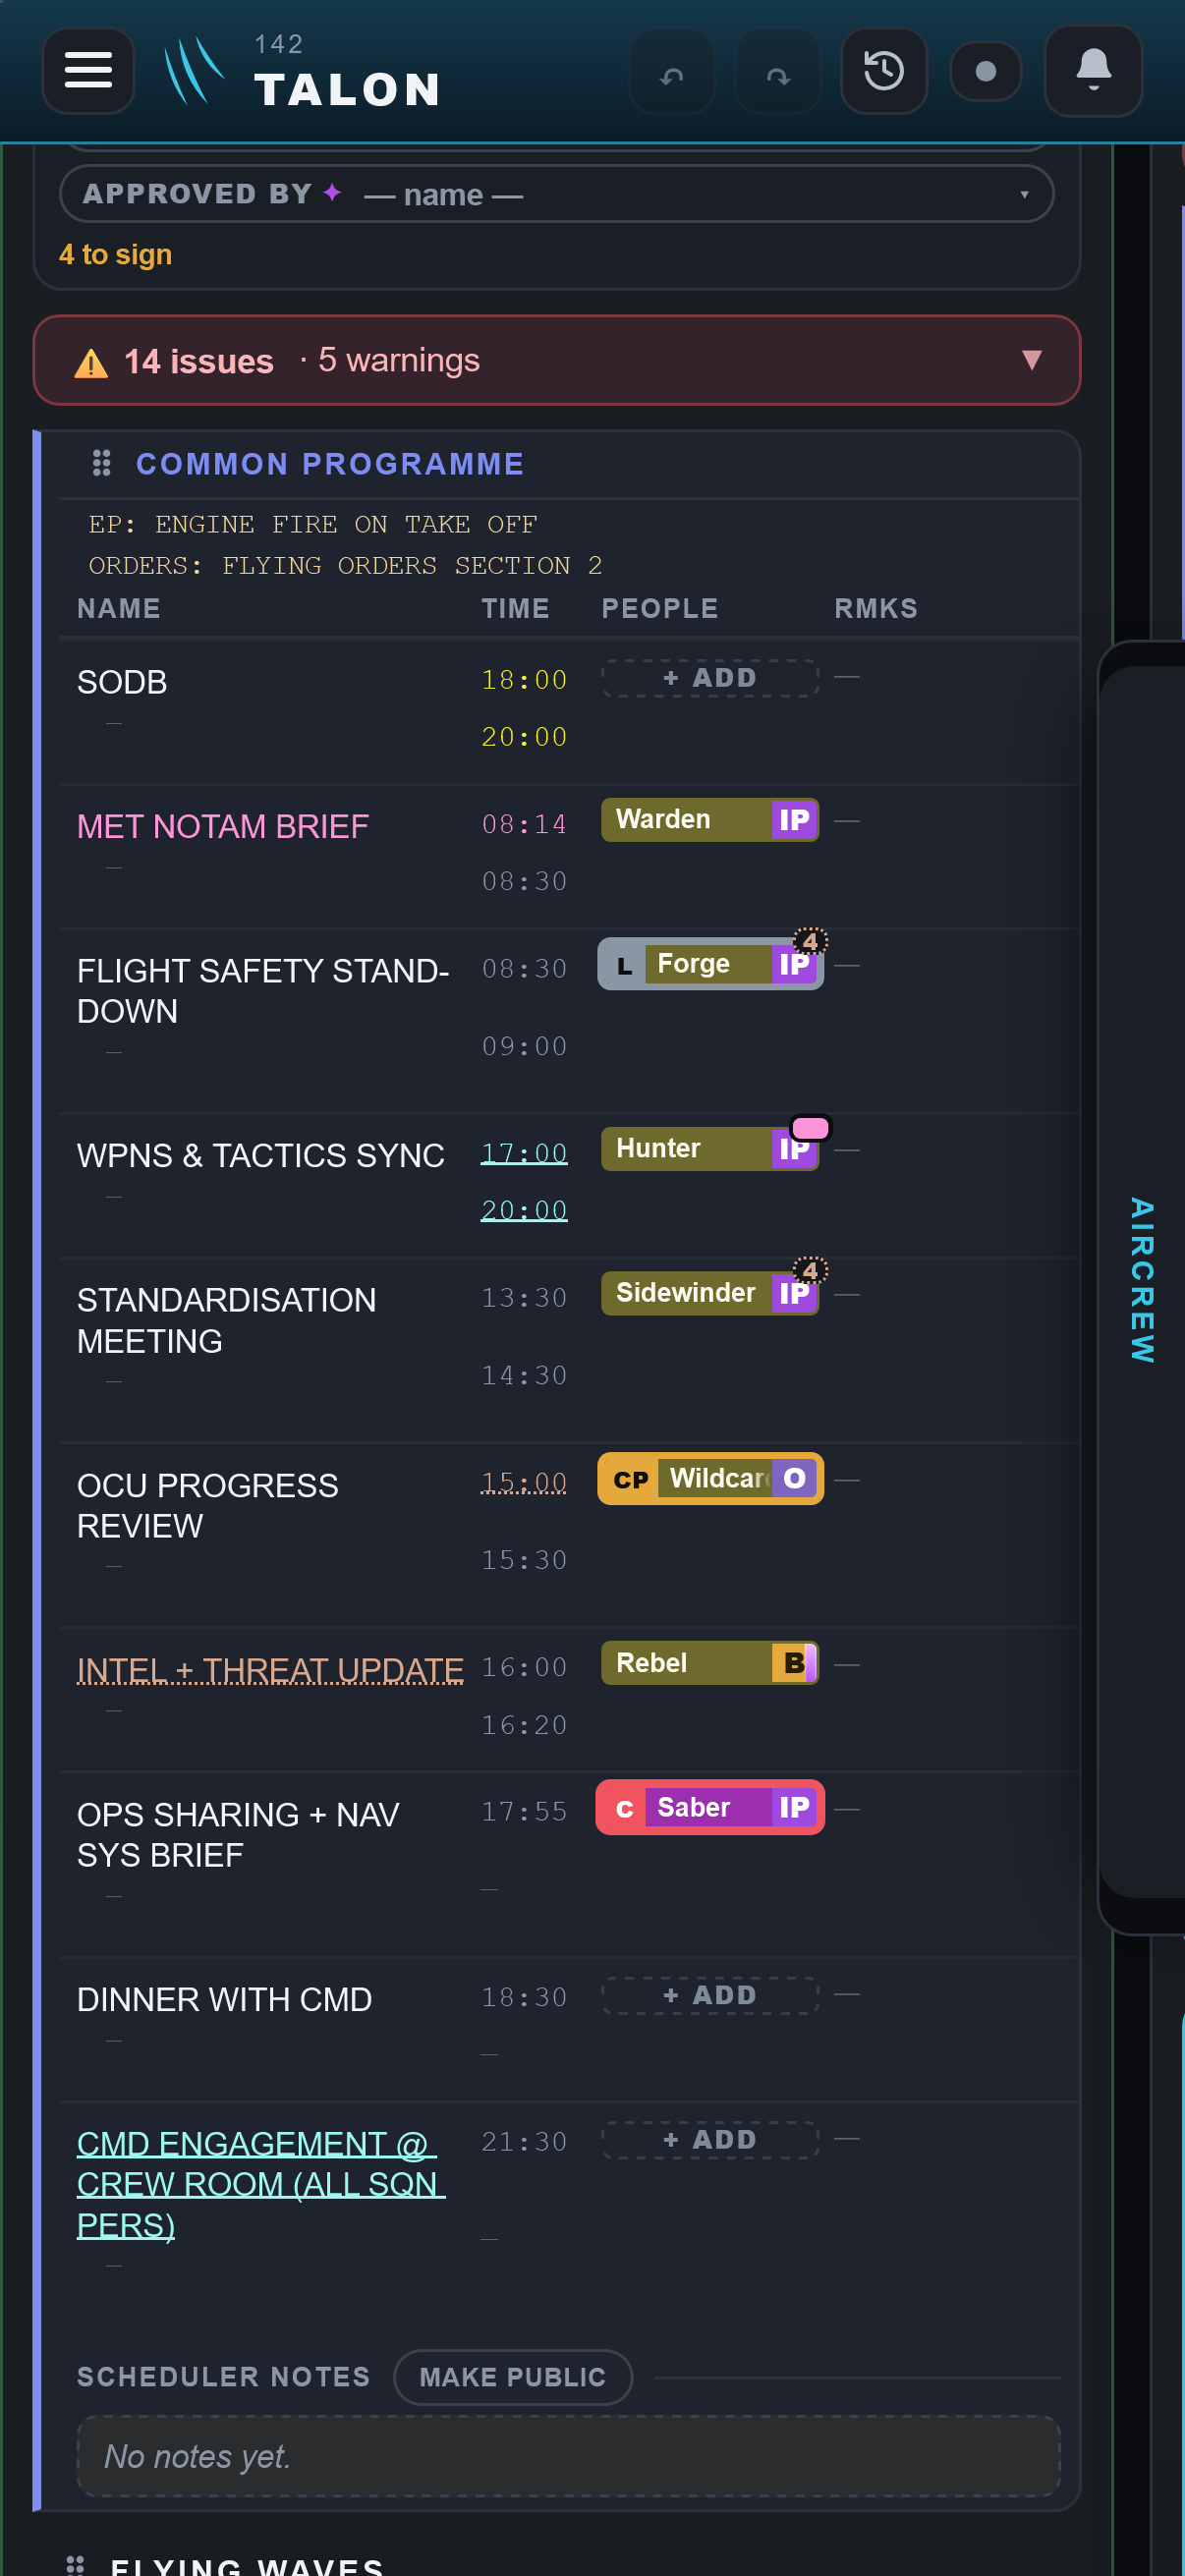 142
TALON
APPROVED BY ✦ — name —
4 to sign
14 issues · 5 warnings
COMMON PROGRAMME
EP: ENGINE FIRE ON TAKE OFF
ORDERS: FLYING ORDERS SECTION 2
NAME TIME PEOPLE RMKS
SODB 18:00 + ADD —
— 20:00
MET NOTAM BRIEF 08:14 Warden IP —
— 08:30
4
FLIGHT SAFETY STAND- 08:30 L Forge IP —
DOWN
— 09:00
WPNS & TACTICS SYNC 17:00 Hunter IP —
— 20:00
4
STANDARDISATION 13:30 Sidewinder IP —
MEETING
— 14:30
OCU PROGRESS 15:00 CP Wildcard O —
REVIEW
— 15:30
INTEL + THREAT UPDATE 16:00 Rebel B —
— 16:20
OPS SHARING + NAV 17:55 C Saber IP —
SYS BRIEF
— —
DINNER WITH CMD 18:30 + ADD —
— —
CMD ENGAGEMENT @ 21:30 + ADD —
CREW ROOM (ALL SQN
PERS) —
—
AIRCREW
SCHEDULER NOTES MAKE PUBLIC
No notes yet.
FLYING WAVES